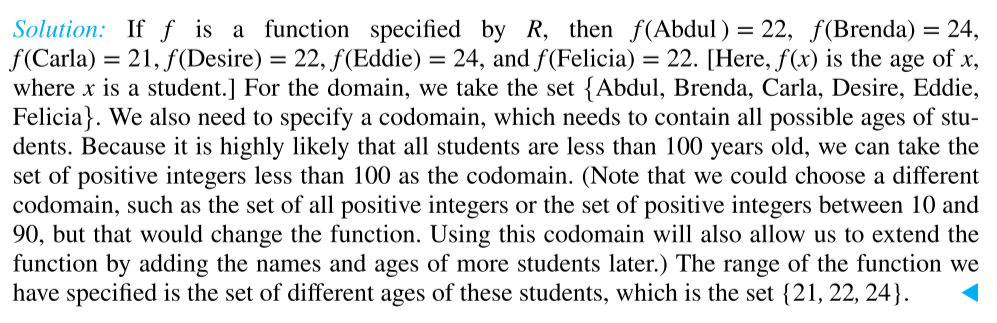 Solution: If f is a function specified by R, then f(Abdul) = 22, f(Brenda) = 24,
f(Carla) = 21, f(Desire) = 22, f(Eddie) = 24, and f(Felicia) = 22. [Here, f(x) is the age of x,
where x is a student.] For the domain, we take the set {Abdul, Brenda, Carla, Desire, Eddie,
Felicia}. We also need to specify a codomain, which needs to contain all possible ages of stu-
dents. Because it is highly likely that all students are less than 100 years old, we can take the
set of positive integers less than 100 as the codomain. (Note that we could choose a different
codomain, such as the set of all positive integers or the set of positive integers between 10 and
90, but that would change the function. Using this codomain will also allow us to extend the
function by adding the names and ages of more students later.) The range of the function we
have specified is the set of different ages of these students, which is the set {21, 22, 24}.